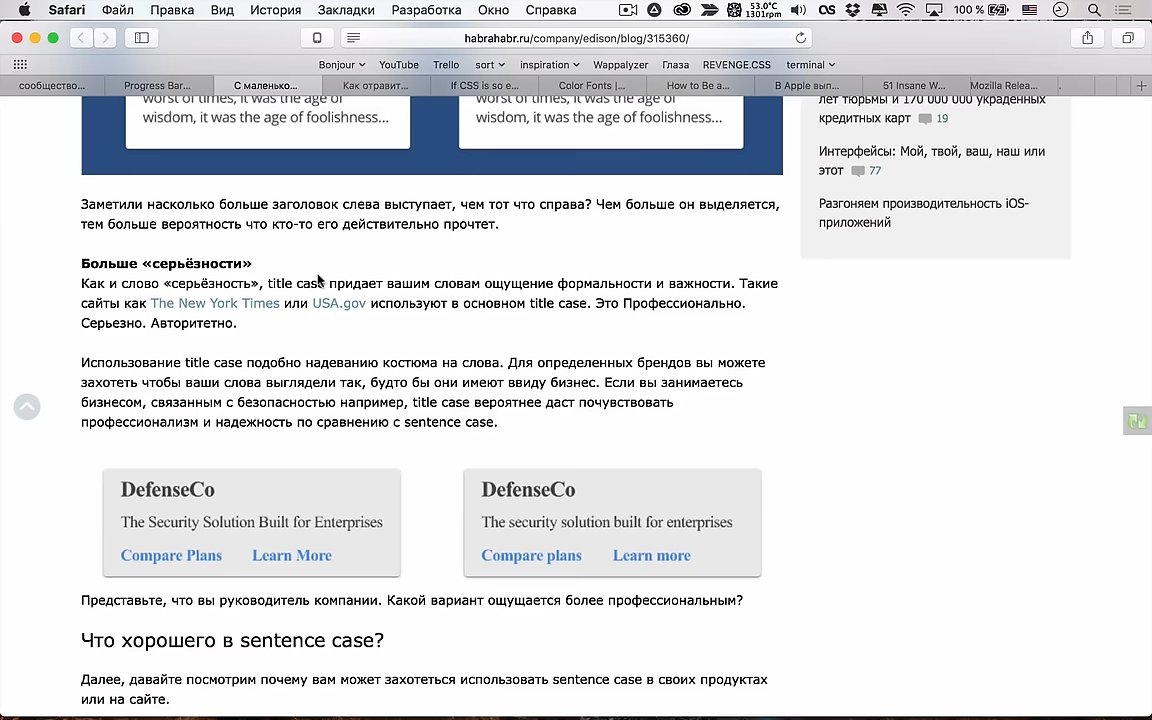 Safari Файл Правка Вид История Закладки Разработка Окно Справка 53.0°C 1301rpm 100 %
habrahabr.ru/company/edison/blog/315360/
Bonjour YouTube Trello sort inspiration Wappalyzer Глаза REVENGE.CSS terminal
сообщество... Progress Bar... С маленько... Как отравит... If CSS is so e... Color Fonts |... How to Be a... В Apple вып... 51 Insane W... Mozilla Relea...
worst of times, it was the age of
wisdom, it was the age of foolishness...
worst of times, it was the age of
wisdom, it was the age of foolishness...
лет тюрьмы и 170 000 000 украденных
кредитных карт 19
Интерфейсы: Мой, твой, ваш, наш или
этот 77
Разгоняем производительность iOS-
приложений
Заметили насколько больше заголовок слева выступает, чем тот что справа? Чем больше он выделяется,
тем больше вероятность что кто-то его действительно прочтет.
Больше «серьёзности»
Как и слово «серьёзность», title case придает вашим словам ощущение формальности и важности. Такие
сайты как The New York Times или USA.gov используют в основном title case. Это Профессионально.
Серьезно. Авторитетно.
Использование title case подобно надеванию костюма на слова. Для определенных брендов вы можете
захотеть чтобы ваши слова выглядели так, будто бы они имеют ввиду бизнес. Если вы занимаетесь
бизнесом, связанным с безопасностью например, title case вероятнее даст почувствовать
профессионализм и надежность по сравнению с sentence case.
DefenseCo
The Security Solution Built for Enterprises
Compare Plans Learn More
DefenseCo
The security solution built for enterprises
Compare plans Learn more
Представьте, что вы руководитель компании. Какой вариант ощущается более профессиональным?
Что хорошего в sentence case?
Далее, давайте посмотрим почему вам может захотеться использовать sentence case в своих продуктах
или на сайте.